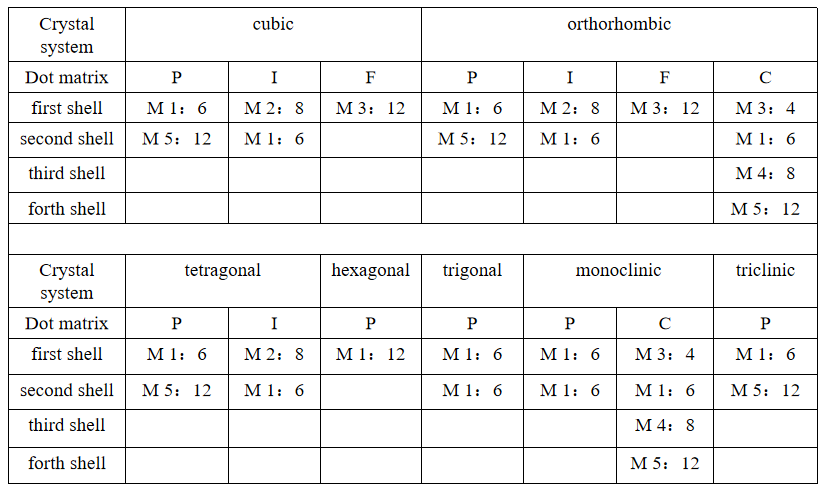 Crystal system cubic orthorhombic
Dot matrix P I F P I F C
first shell M 1：6 M 2：8 M 3：12 M 1：6 M 2：8 M 3：12 M 3：4
second shell M 5：12 M 1：6 M 5：12 M 1：6 M 1：6
third shell M 4：8
forth shell M 5：12
Crystal system tetragonal hexagonal trigonal monoclinic triclinic
Dot matrix P I P P P C P
first shell M 1：6 M 2：8 M 1：12 M 1：6 M 1：6 M 3：4 M 1：6
second shell M 5：12 M 1：6 M 1：6 M 1：6 M 1：6 M 5：12
third shell M 4：8
forth shell M 5：12